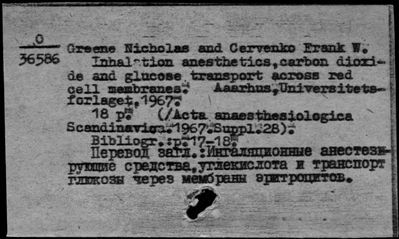 O
36586
Greene Nicholas and Cervenko Frank W.
Inhalation anesthetics,carbon dioxi-
de and glucose transport across red
cell membranes. Aaarhus,Universitets-
forlaget,1967.
18 p. (/Acta anaesthesiologica
Scandinavica.1967.Suppl.28).
Bibliogr.:p.17-18.
Перевод загл.:Ингаляционные анестези-
рующие средства,углекислота и транспорт
глюкозы через мембраны эритроцитов.